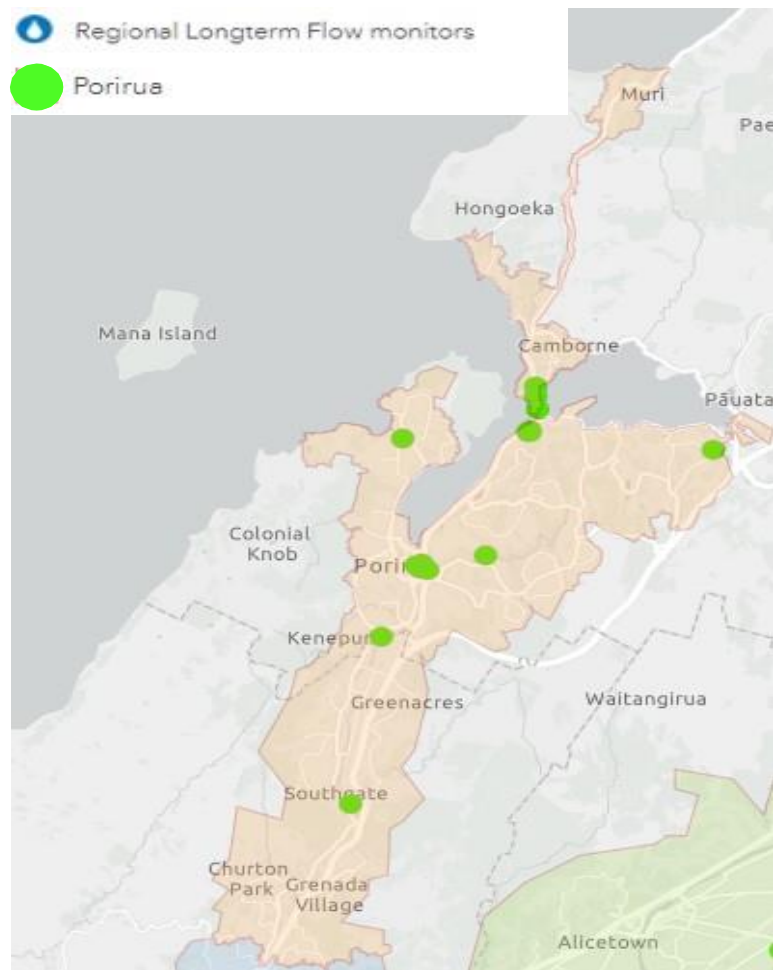 Regional Longterm Flow monitors
Porirua
Muri
Pae
Hongoeka
Mana Island
Camborne
Pāuata
Colonial
Knob
Porir
Kenepur
Greenacres
Waitangirua
Southgate
Churton
Park
Grenada
Village
Alicetown